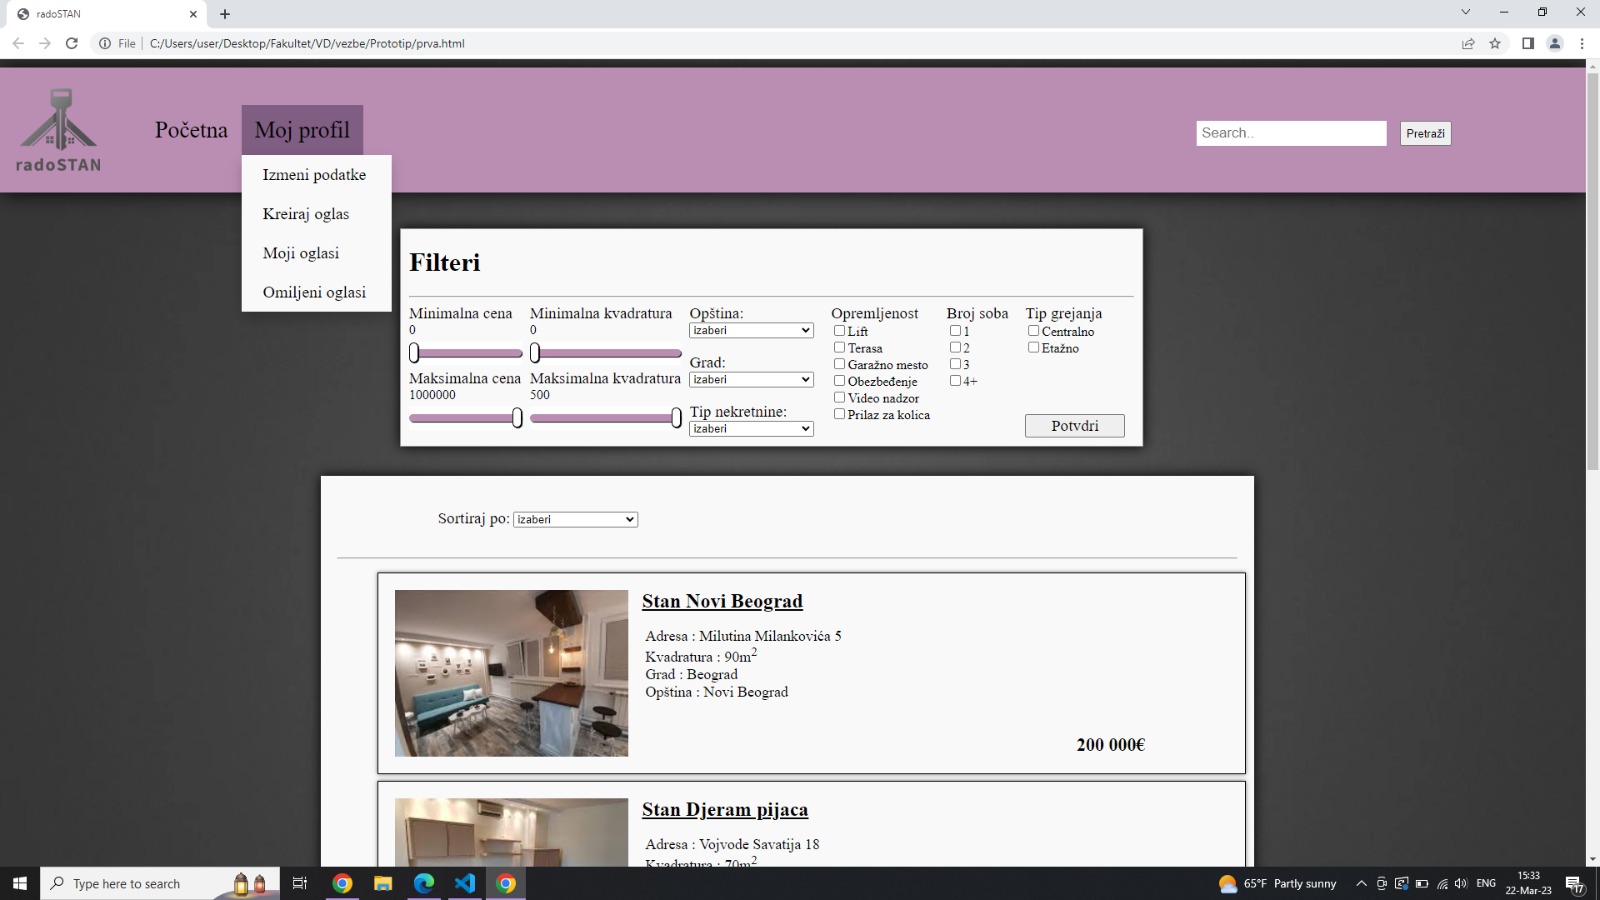 radoSTAN
File
C:/Users/user/Desktop/Fakultet/VD/vezbe/Prototip/prva.html
radoSTAN
Početna
Moj profil
Search..
Pretraži
Izmeni podatke
Kreiraj oglas
Moji oglasi
Omiljeni oglasi
Filteri
Minimalna cena
0
Maksimalna cena
1000000
Minimalna kvadratura
0
Maksimalna kvadratura
500
Opština:
izaberi
Grad:
izaberi
Tip nekretnine:
izaberi
Opremljenost
Lift
Terasa
Garažno mesto
Obezbeđenje
Video nadzor
Prilaz za kolica
Broj soba
1
2
3
4+
Tip grejanja
Centralno
Etažno
Potvdri
Sortiraj po: izaberi
Stan Novi Beograd
Adresa : Milutina Milankovića 5
Kvadratura : 90m²
Grad : Beograd
Opština : Novi Beograd
200 000€
Stan Djeram pijaca
Adresa : Vojvode Savatija 18
Kvadratura : 70m²
Type here to search
65°F Partly sunny
ENG
15:33
22-Mar-23
17